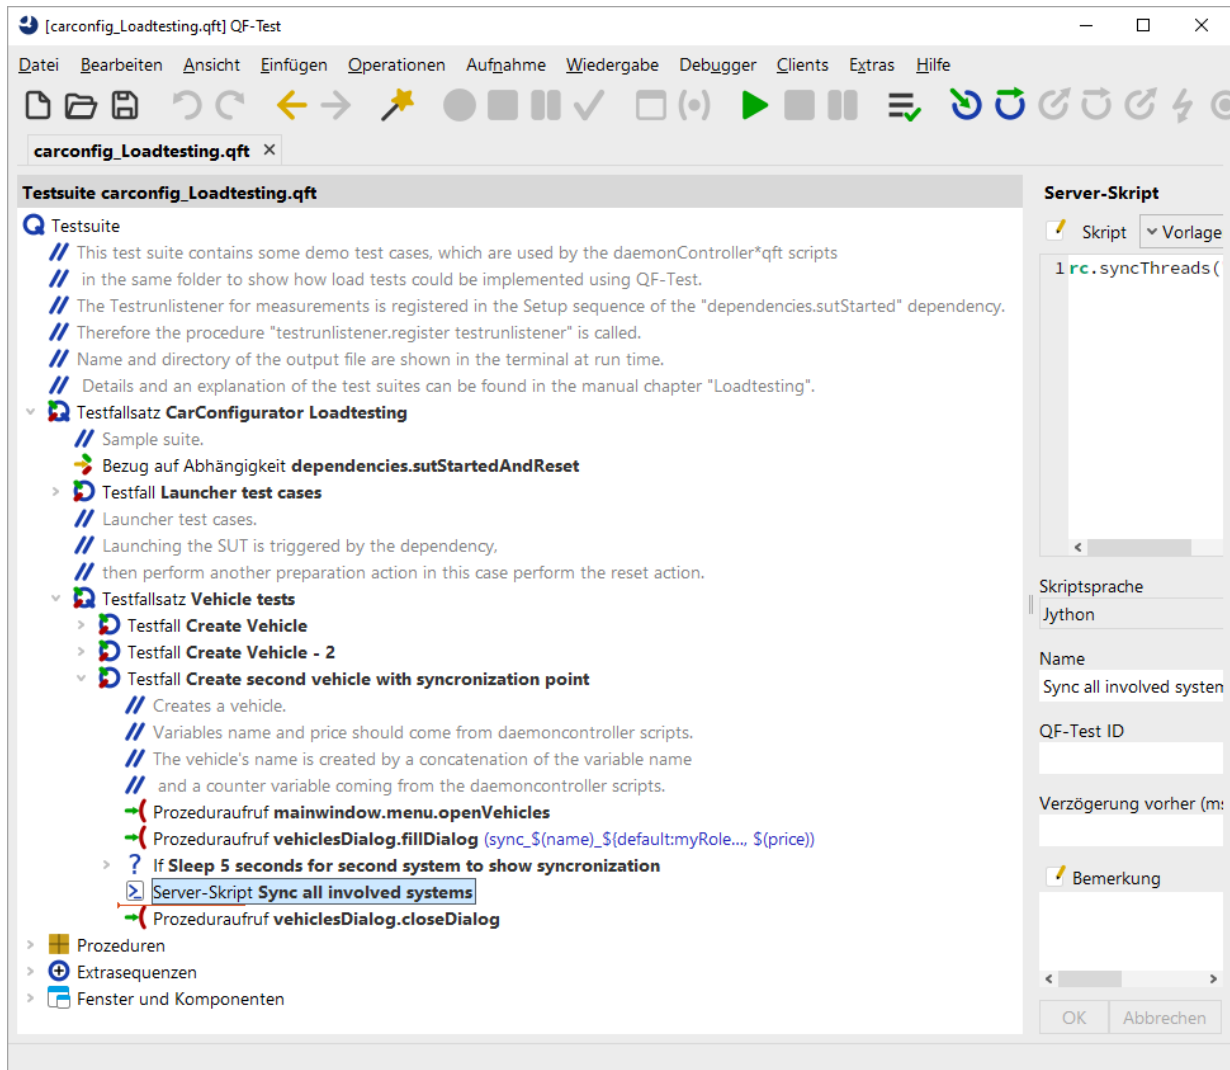 [carconfig_Loadtesting.qft] QF-Test
Datei Bearbeiten Ansicht Einfügen Operationen Aufnahme Wiedergabe Debugger Clients Extras Hilfe
carconfig_Loadtesting.qft
Testsuite carconfig_Loadtesting.qft
Testsuite
// This test suite contains some demo test cases, which are used by the daemonController*qft scripts
// in the same folder to show how load tests could be implemented using QF-Test.
// The Testrunlistener for measurements is registered in the Setup sequence of the "dependencies.sutStarted" dependency.
// Therefore the procedure "testrunlistener.register testrunlistener" is called.
// Name and directory of the output file are shown in the terminal at run time.
// Details and an explanation of the test suites can be found in the manual chapter "Loadtesting".
Testfallsatz CarConfigurator Loadtesting
// Sample suite.
Bezug auf Abhängigkeit dependencies.sutStartedAndReset
Testfall Launcher test cases
// Launcher test cases.
// Launching the SUT is triggered by the dependency,
// then perform another preparation action in this case perform the reset action.
Testfallsatz Vehicle tests
Testfall Create Vehicle
Testfall Create Vehicle - 2
Testfall Create second vehicle with syncronization point
// Creates a vehicle.
// Variables name and price should come from daemoncontroller scripts.
// The vehicle's name is created by a concatenation of the variable name
// and a counter variable coming from the daemoncontroller scripts.
Prozeduraufruf mainwindow.menu.openVehicles
Prozeduraufruf vehiclesDialog.fillDialog (sync_$(name)_${default:myRole..., $(price))
? If Sleep 5 seconds for second system to show syncronization
Server-Skript Sync all involved systems
Prozeduraufruf vehiclesDialog.closeDialog
Prozeduren
Extrasequenzen
Fenster und Komponenten
Server-Skript
Skript Vorlage
1 rc.syncThreads(
Skriptsprache
Jython
Name
Sync all involved system
QF-Test ID
Verzögerung vorher (ms
Bemerkung
OK Abbrechen